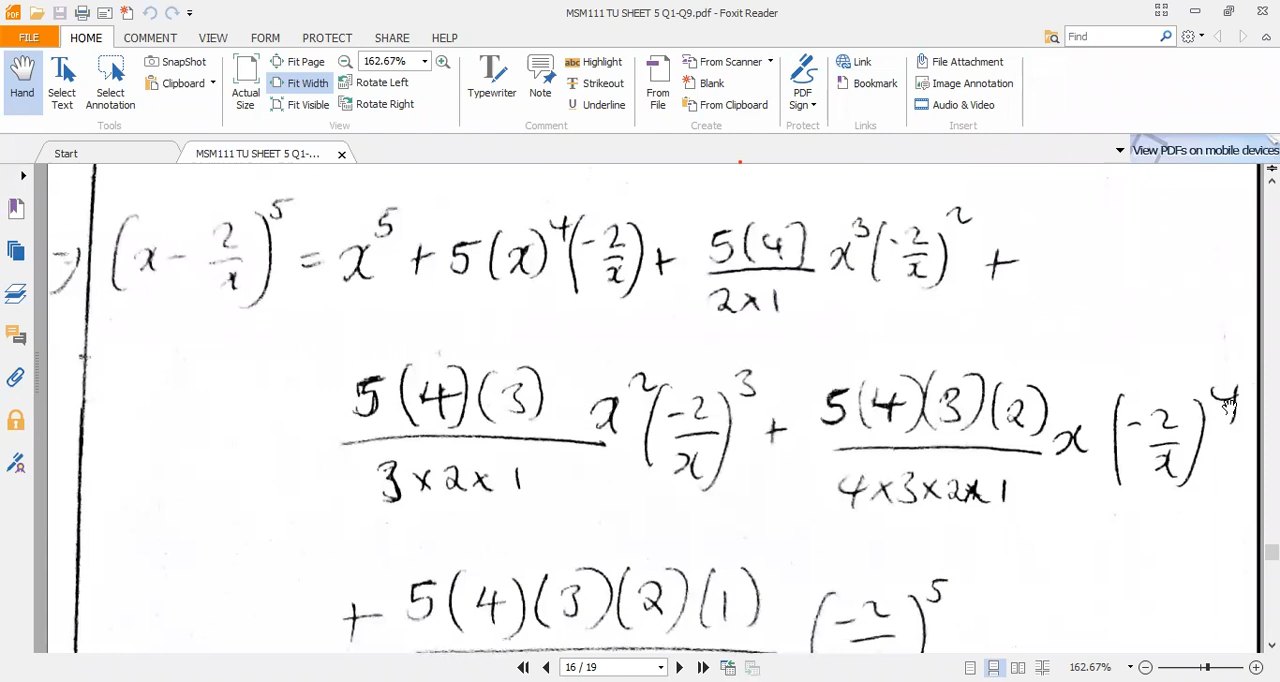 MSM111 TU SHEET 5 Q1-Q9.pdf - Foxit Reader
FILE HOME COMMENT VIEW FORM PROTECT SHARE HELP Find
Hand
Select Text
Select Annotation
SnapShot
Clipboard
Tools
Actual Size
Fit Page
Fit Width
Fit Visible
162.67%
Rotate Left
Rotate Right
View
Typewriter
Note
Highlight
Strikeout
Underline
Comment
From File
From Scanner
Blank
From Clipboard
Create
PDF Sign
Protect
Link
Bookmark
Links
File Attachment
Image Annotation
Audio & Video
Insert
Start MSM111 TU SHEET 5 Q1-... View PDFs on mobile devices
=> (x - 2/x)^5 = x^5 + 5(x)^4(-2/x) + 5(4)/2×1 x^3(-2/x)^2 +
5(4)(3)/3×2×1 x^2(-2/x)^3 + 5(4)(3)(2)/4×3×2×1 x(-2/x)^4
+ 5(4)(3)(2)(1) (-2/)^5
16 / 19 162.67%